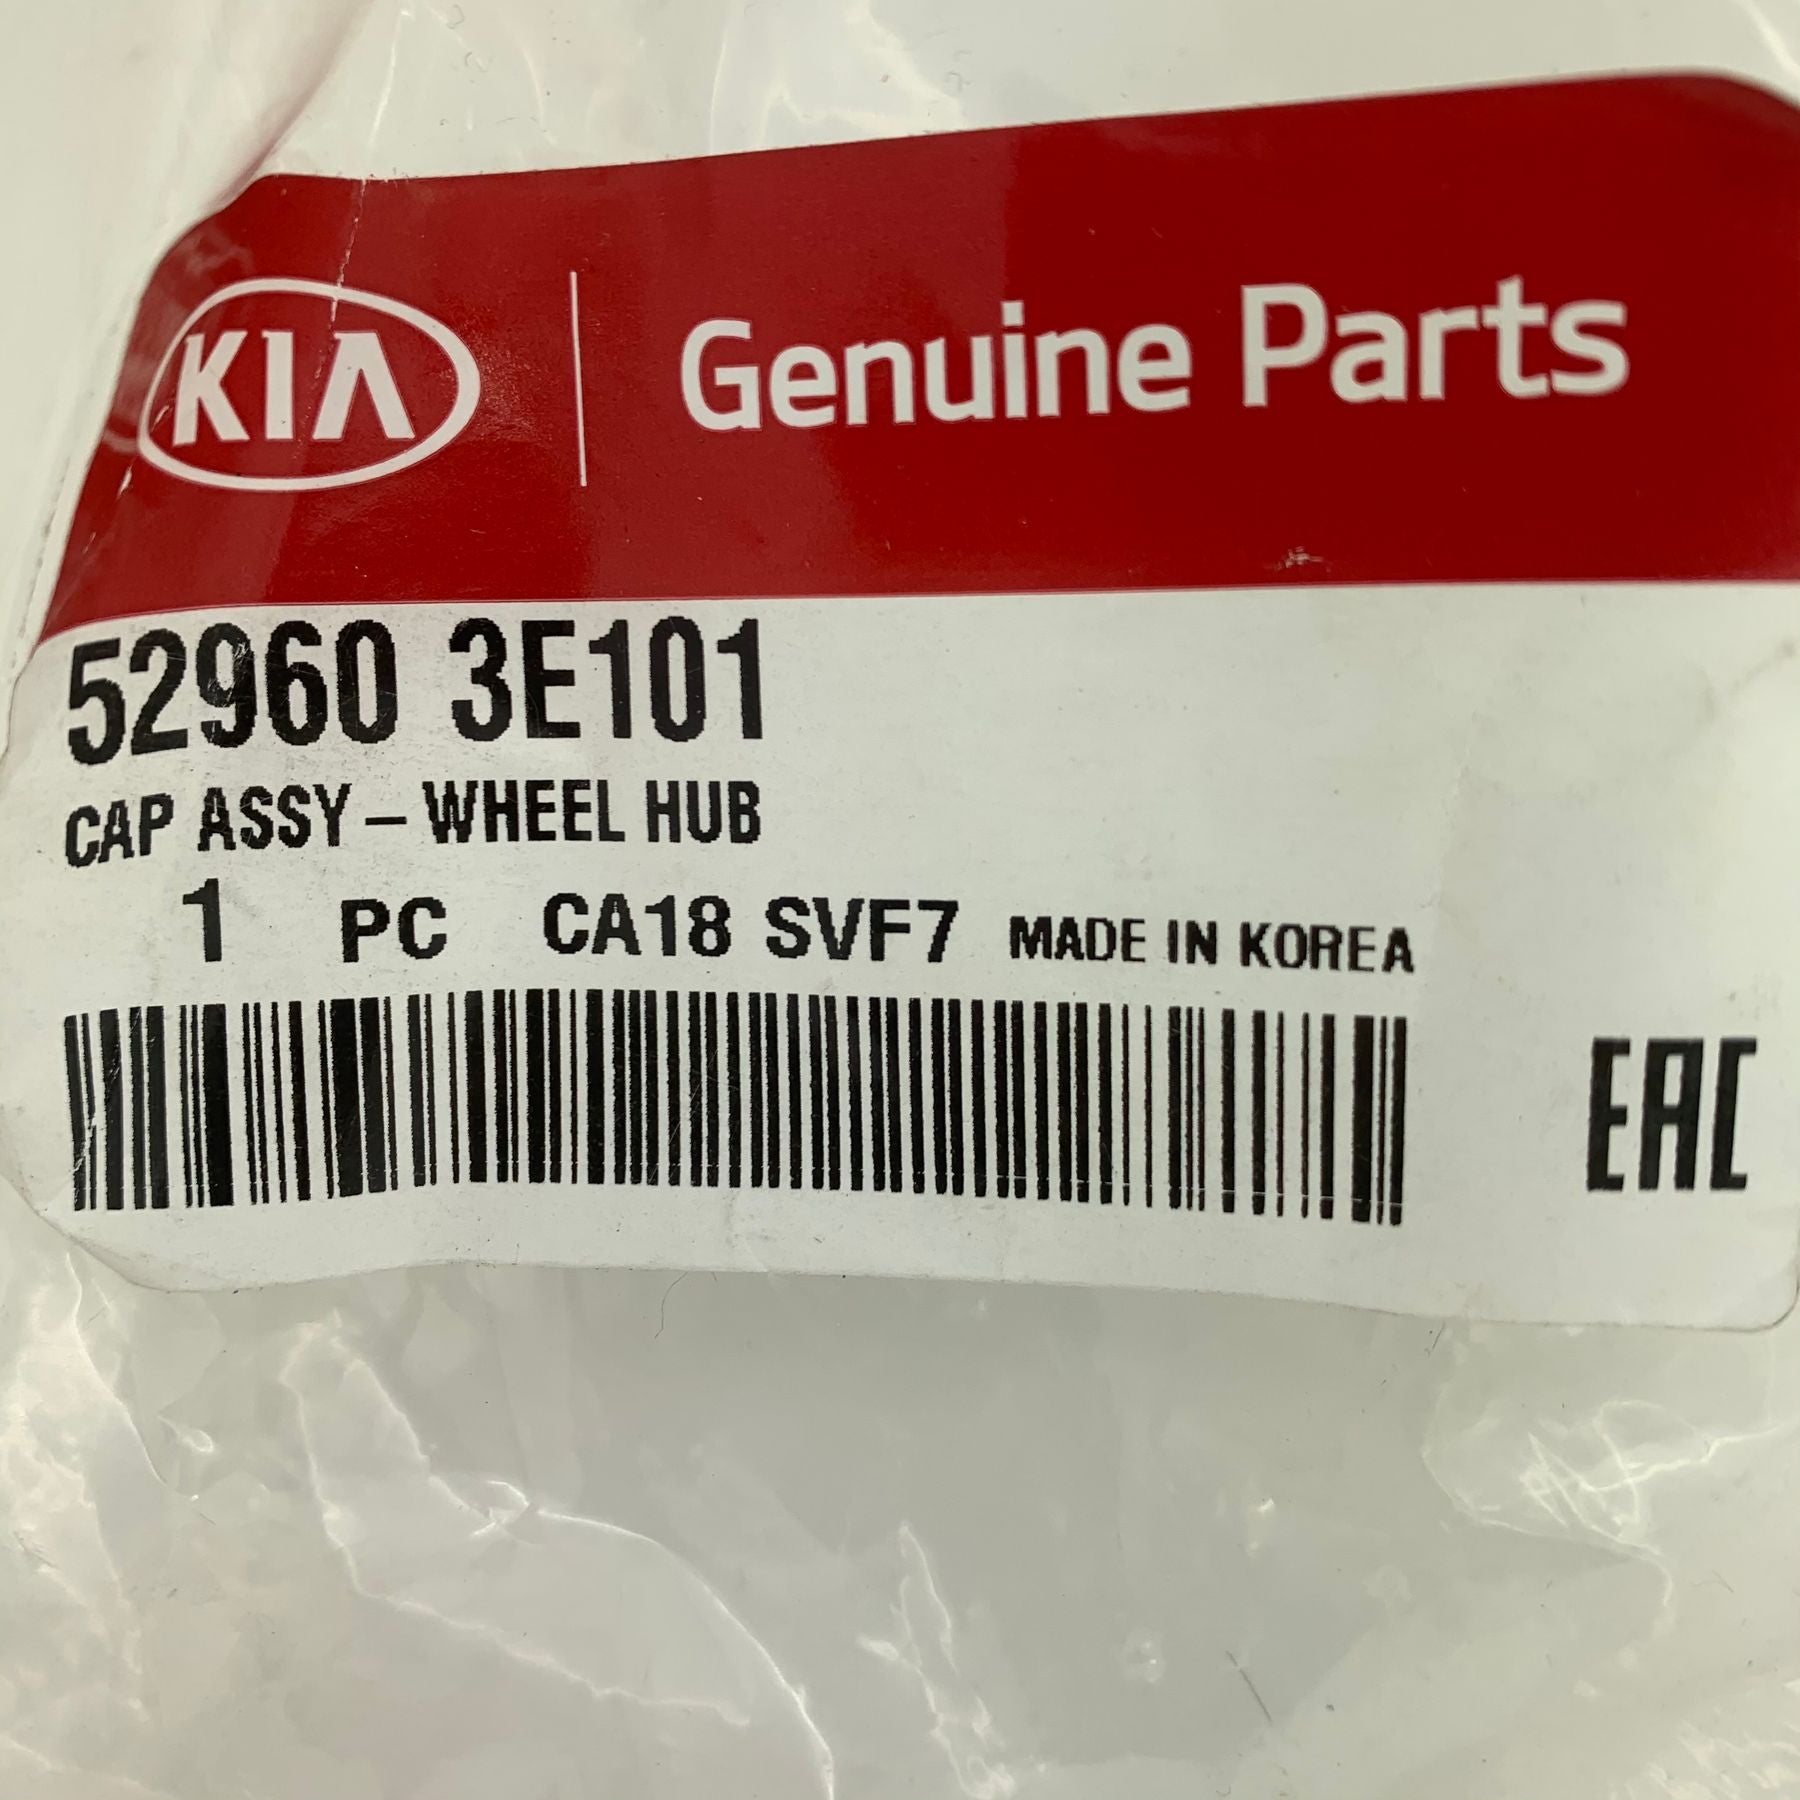 KIA Genuine Parts
52960 3E101
CAP ASSY-WHEEL HUB
1 PC CA18 SVF7 MADE IN KOREA
EAC